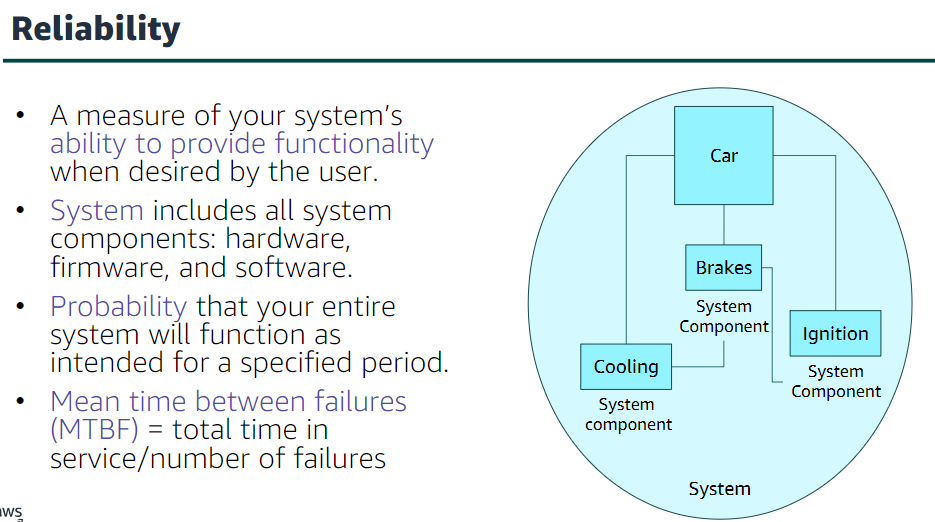 Reliability
• A measure of your system's
ability to provide functionality
when desired by the user.
• System includes all system
components: hardware,
firmware, and software.
• Probability that your entire
system will function as
intended for a specified period.
• Mean time between failures
(MTBF) = total time in
service/number of failures
Car
Brakes
System
Component
Ignition
System
Component
Cooling
System
component
System
aws